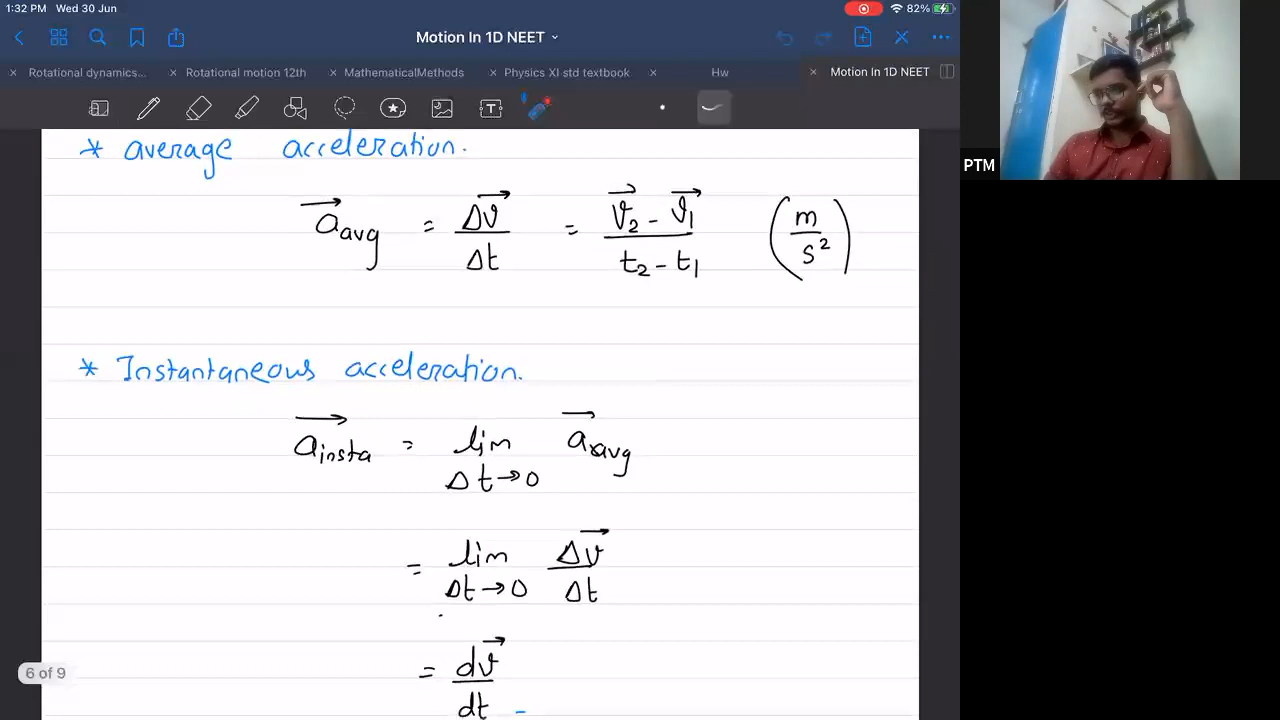 1:32 PM Wed 30 Jun
82%
Motion In 1D NEET
Rotational dynamics...
Rotational motion 12th
MathematicalMethods
Physics XI std textbook
Hw
Motion In 1D NEET
* average acceleration.
a⃗avg = Δv⃗/Δt = (v⃗₂ - v⃗₁)/(t₂ - t₁) (m/s²)
* Instantaneous acceleration.
a⃗insta = lim Δt→0 a⃗avg
= lim Δt→0 Δv⃗/Δt
= dv⃗/dt
6 of 9
PTM